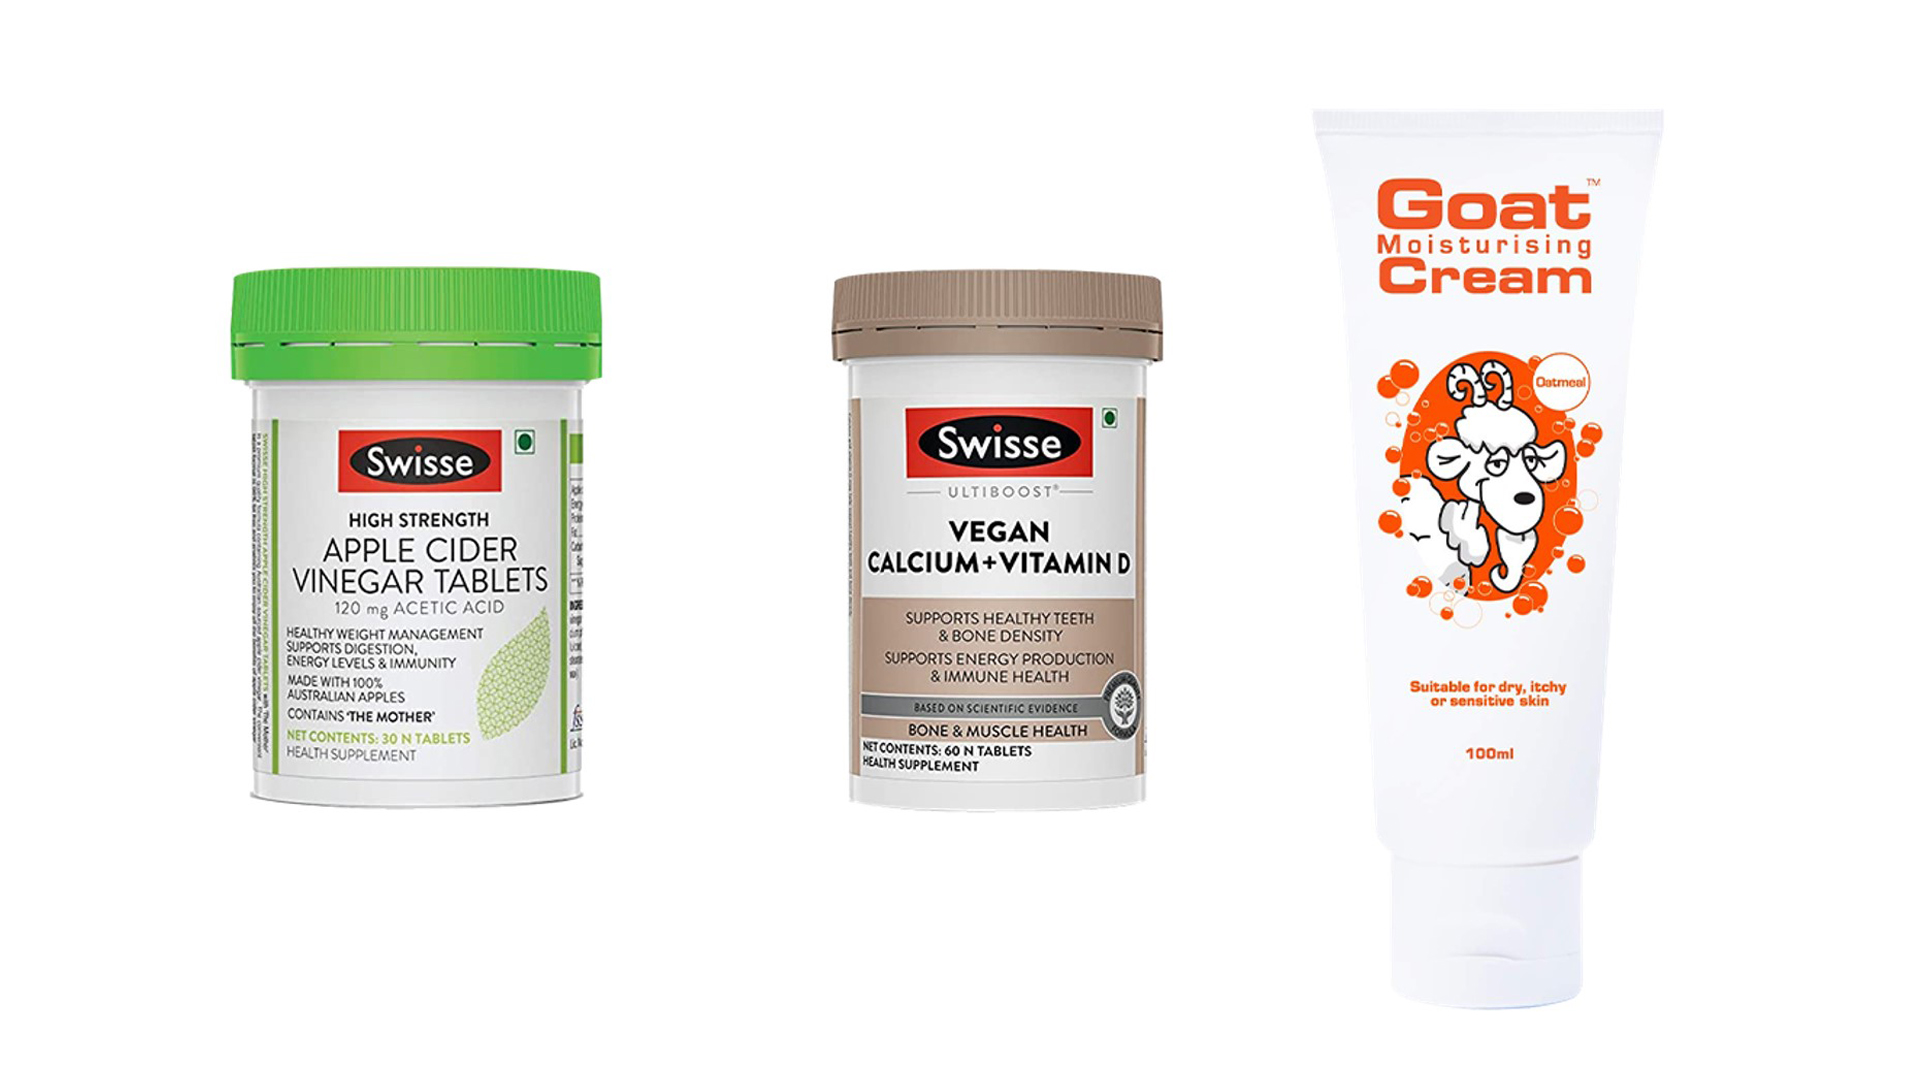 Swisse
HIGH STRENGTH
APPLE CIDER
VINEGAR TABLETS
120 mg ACETIC ACID
HEALTHY WEIGHT MANAGEMENT
SUPPORTS DIGESTION,
ENERGY LEVELS & IMMUNITY
MADE WITH 100%
AUSTRALIAN APPLES
CONTAINS 'THE MOTHER'
NET CONTENTS: 30 N TABLETS
HEALTH SUPPLEMENT
Swisse
ULTIBOOST®
VEGAN
CALCIUM+VITAMIN D
SUPPORTS HEALTHY TEETH
& BONE DENSITY
SUPPORTS ENERGY PRODUCTION
& IMMUNE HEALTH
BASED ON SCIENTIFIC EVIDENCE
BONE & MUSCLE HEALTH
NET CONTENTS: 60 N TABLETS
HEALTH SUPPLEMENT
Goat™
Moisturising
Cream
Oatmeal
Suitable for dry, itchy
or sensitive skin
100ml